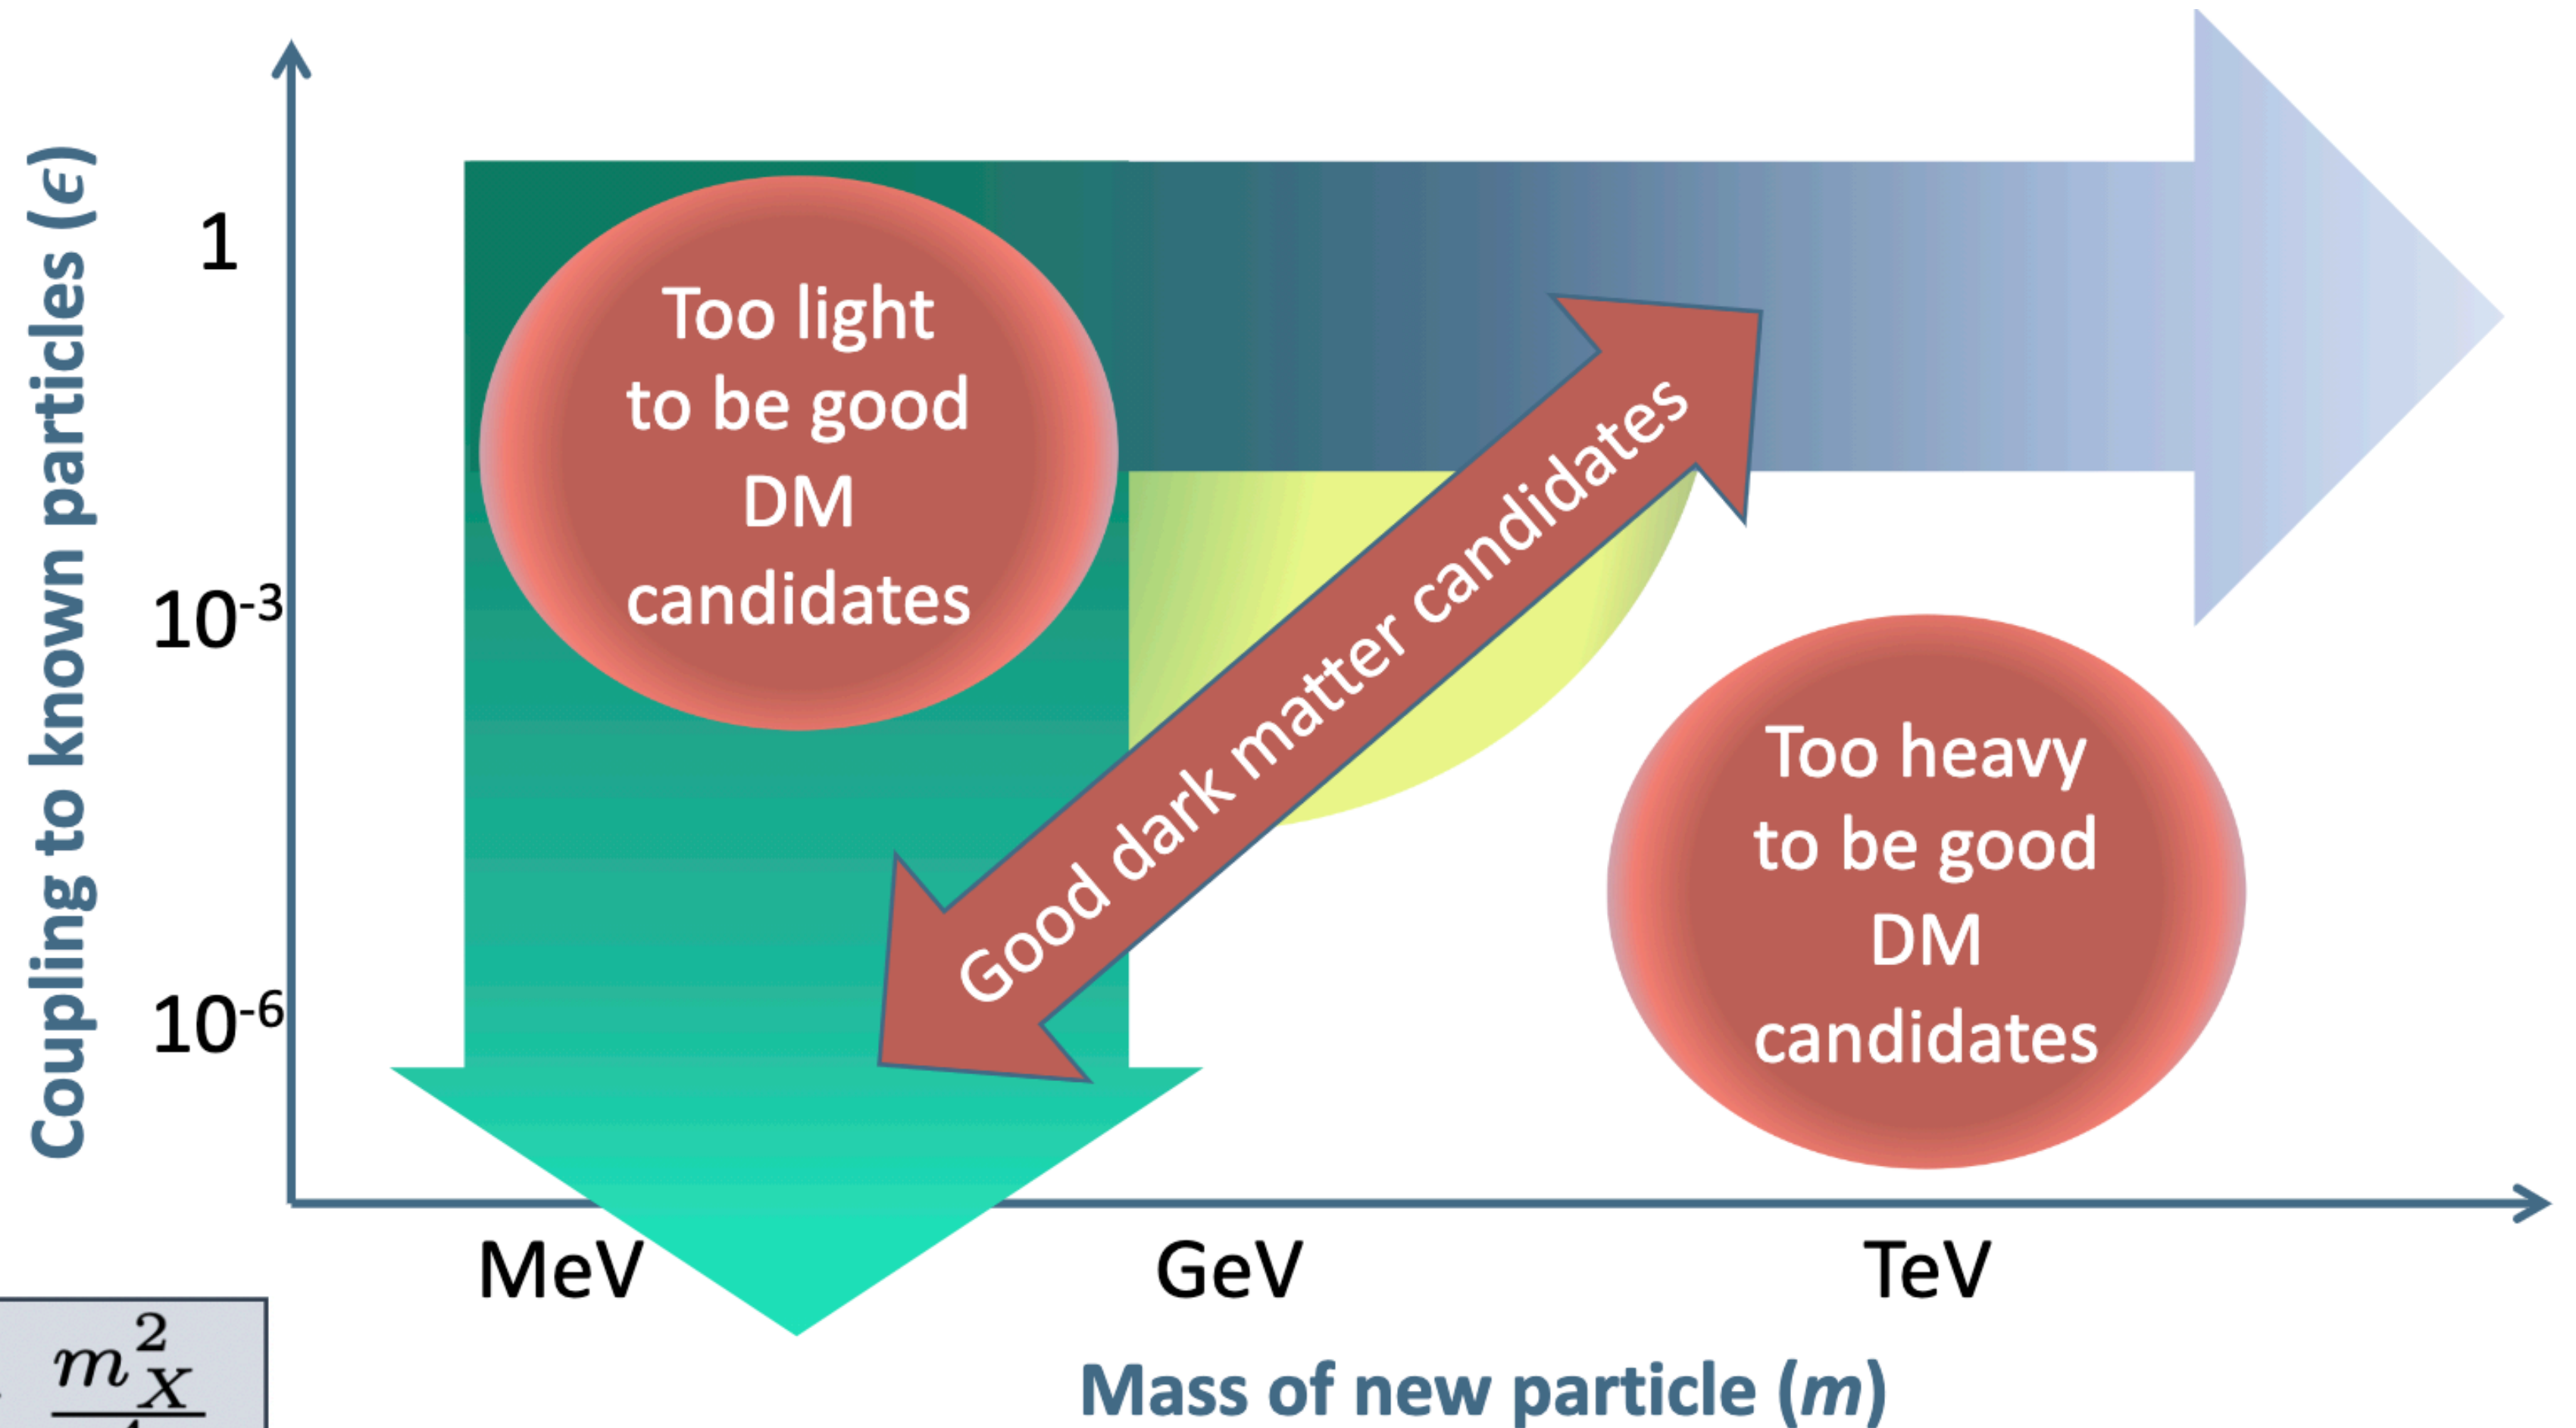 Coupling to known particles (ϵ)
1
10⁻³
10⁻⁶
Too light
to be good
DM
candidates
Good dark matter candidates
Too heavy
to be good
DM
candidates
MeV
GeV
TeV
Mass of new particle (m)
m²_X